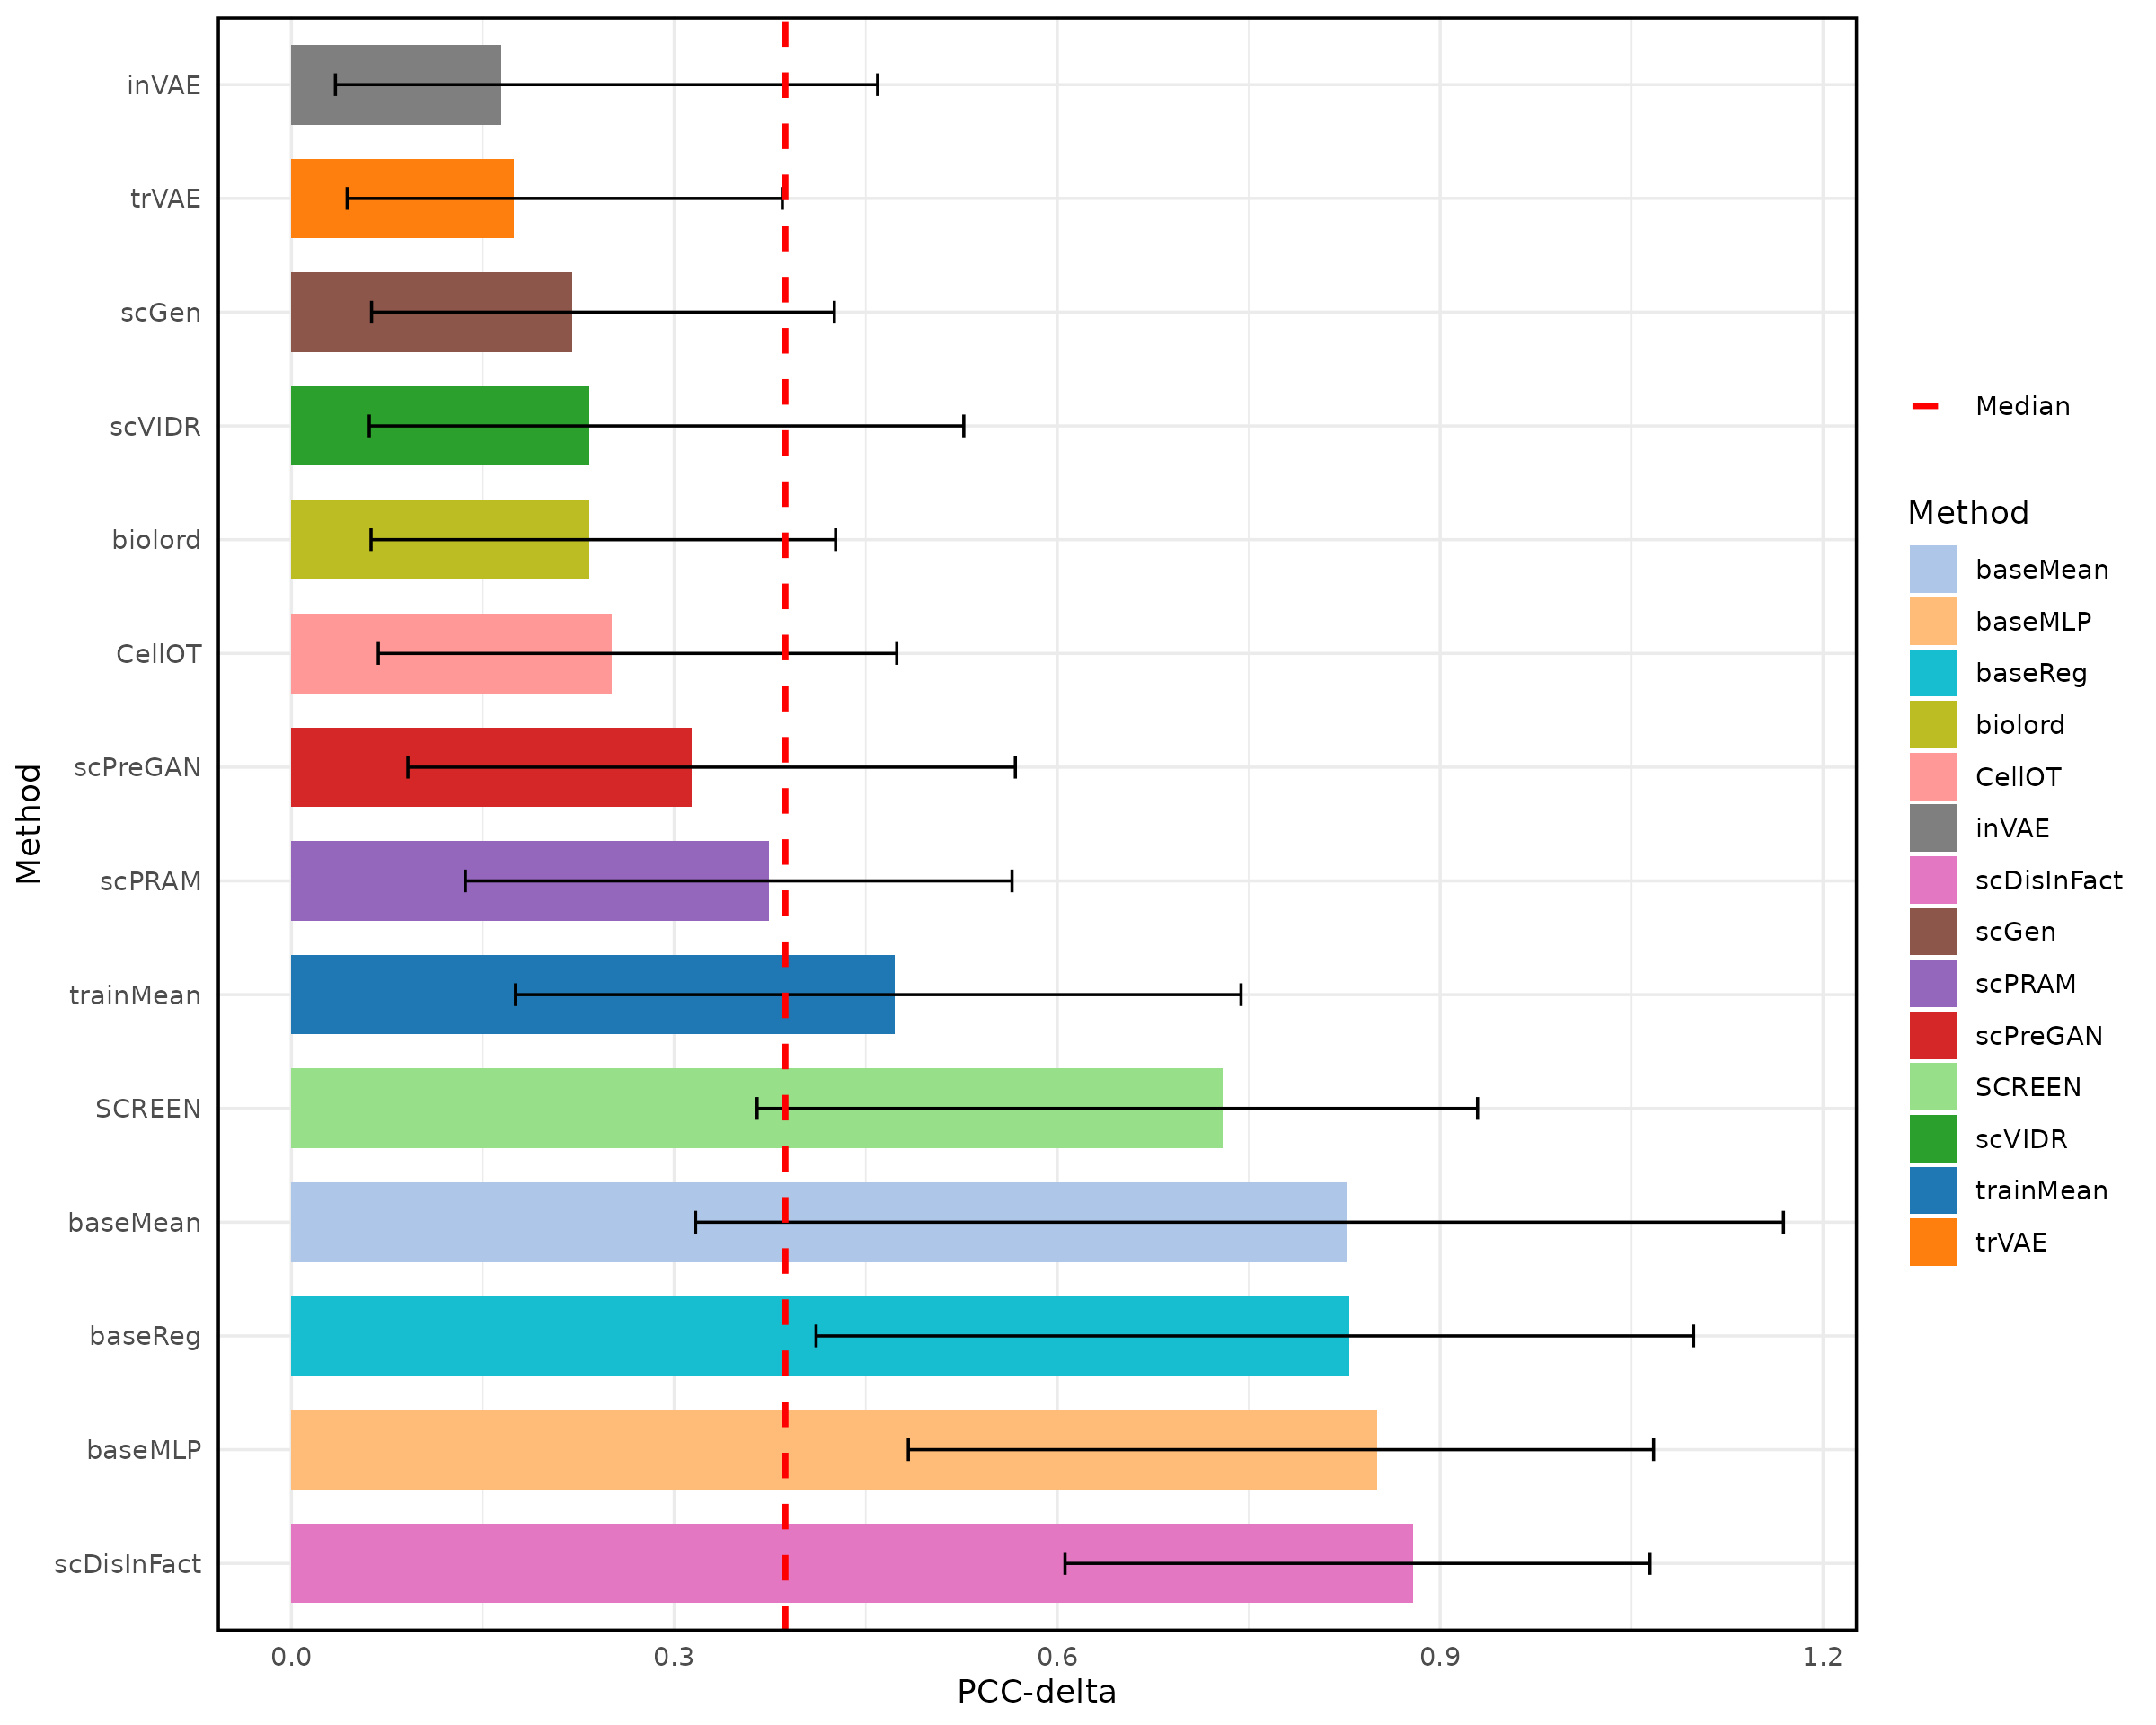 inVAE
trVAE
scGen
scVIDR
biolord
CellOT
scPreGAN
scPRAM
trainMean
SCREEN
baseMean
baseReg
baseMLP
scDisInFact
Method
0.0 0.3 0.6 0.9 1.2
PCC-delta
Median
Method
baseMean
baseMLP
baseReg
biolord
CellOT
inVAE
scDisInFact
scGen
scPRAM
scPreGAN
SCREEN
scVIDR
trainMean
trVAE